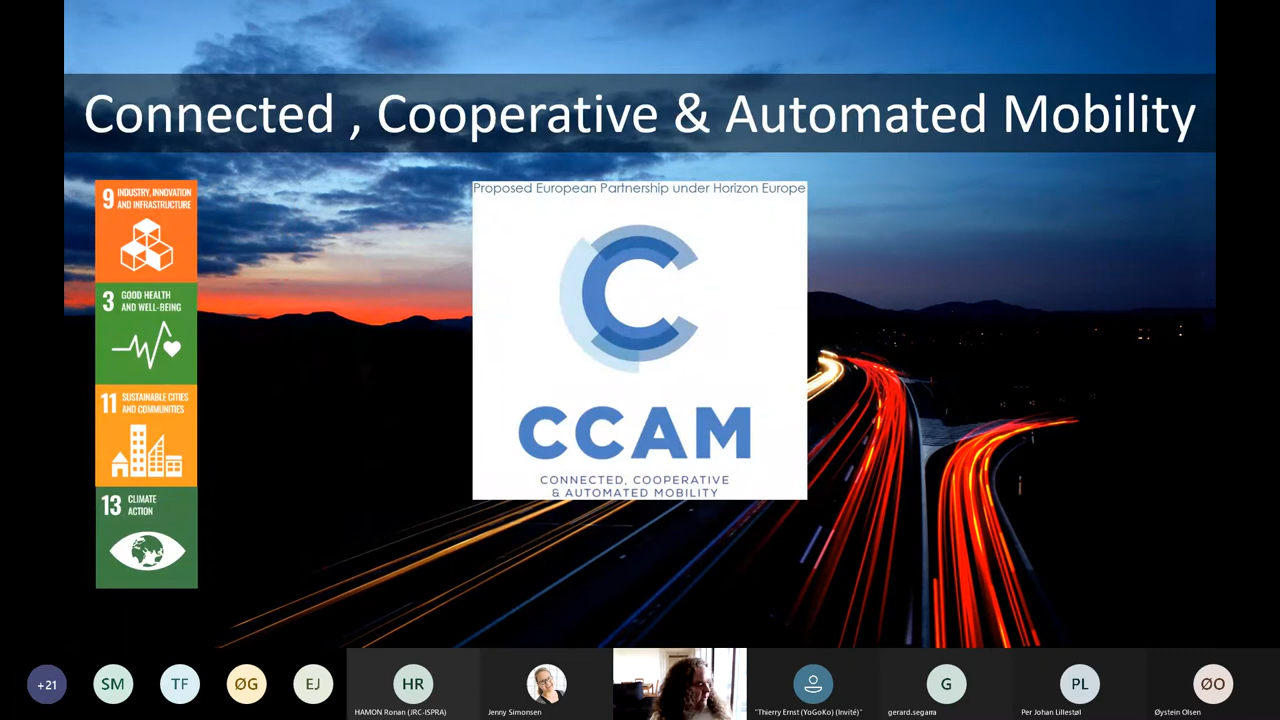 Connected , Cooperative & Automated Mobility
9 INDUSTRY, INNOVATION
AND INFRASTRUCTURE
3 GOOD HEALTH
AND WELL-BEING
11 SUSTAINABLE CITIES
AND COMMUNITIES
13 CLIMATE
ACTION
Proposed European Partnership under Horizon Europe
CCAM
CONNECTED, COOPERATIVE
& AUTOMATED MOBILITY
+21
SM
TF
ØG
EJ
HR
HAMON Ronan (JRC-ISPRA)
Jenny Simonsen
"Thierry Ernst (YoGoKo) (Invité)"
G
gerard.segarra
PL
Per Johan Lillestøl
ØO
Øystein Olsen